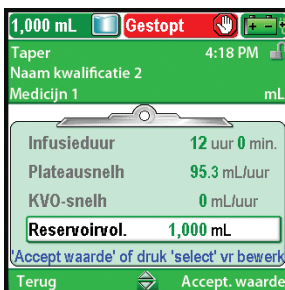 1,000 mL Gestopt
Taper 4:18 PM
Naam kwalificatie 2
Medicijn 1 mL
Infusieduur 12 uur 0 min.
Plateausnelh 95.3 mL/uur
KVO-snelh 0 mL/uur
Reservoirvol. 1,000 mL
'Accept waarde' of druk 'select' vr bewerk
Terug Accept. waarde